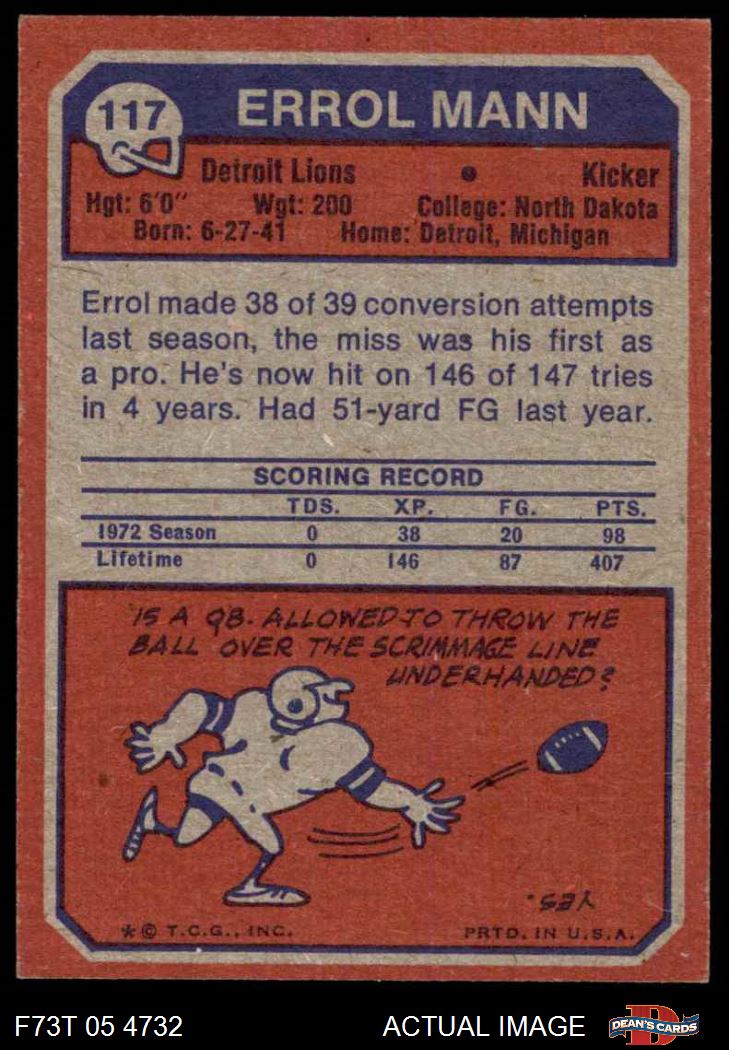 117 ERROL MANN
Detroit Lions • Kicker
Hgt: 6'0" Wgt: 200 College: North Dakota
Born: 6-27-41 Home: Detroit, Michigan
Errol made 38 of 39 conversion attempts
last season, the miss was his first as
a pro. He's now hit on 146 of 147 tries
in 4 years. Had 51-yard FG last year.
SCORING RECORD
TDS. XP. FG. PTS.
1972 Season 0 38 20 98
Lifetime 0 146 87 407
IS A QB. ALLOWED TO THROW THE
BALL OVER THE SCRIMMAGE LINE
UNDERHANDED?
YES.
* © T.C.G., INC. PRTD. IN U.S.A.
F73T 05 4732 ACTUAL IMAGE D DEAN'S CARDS